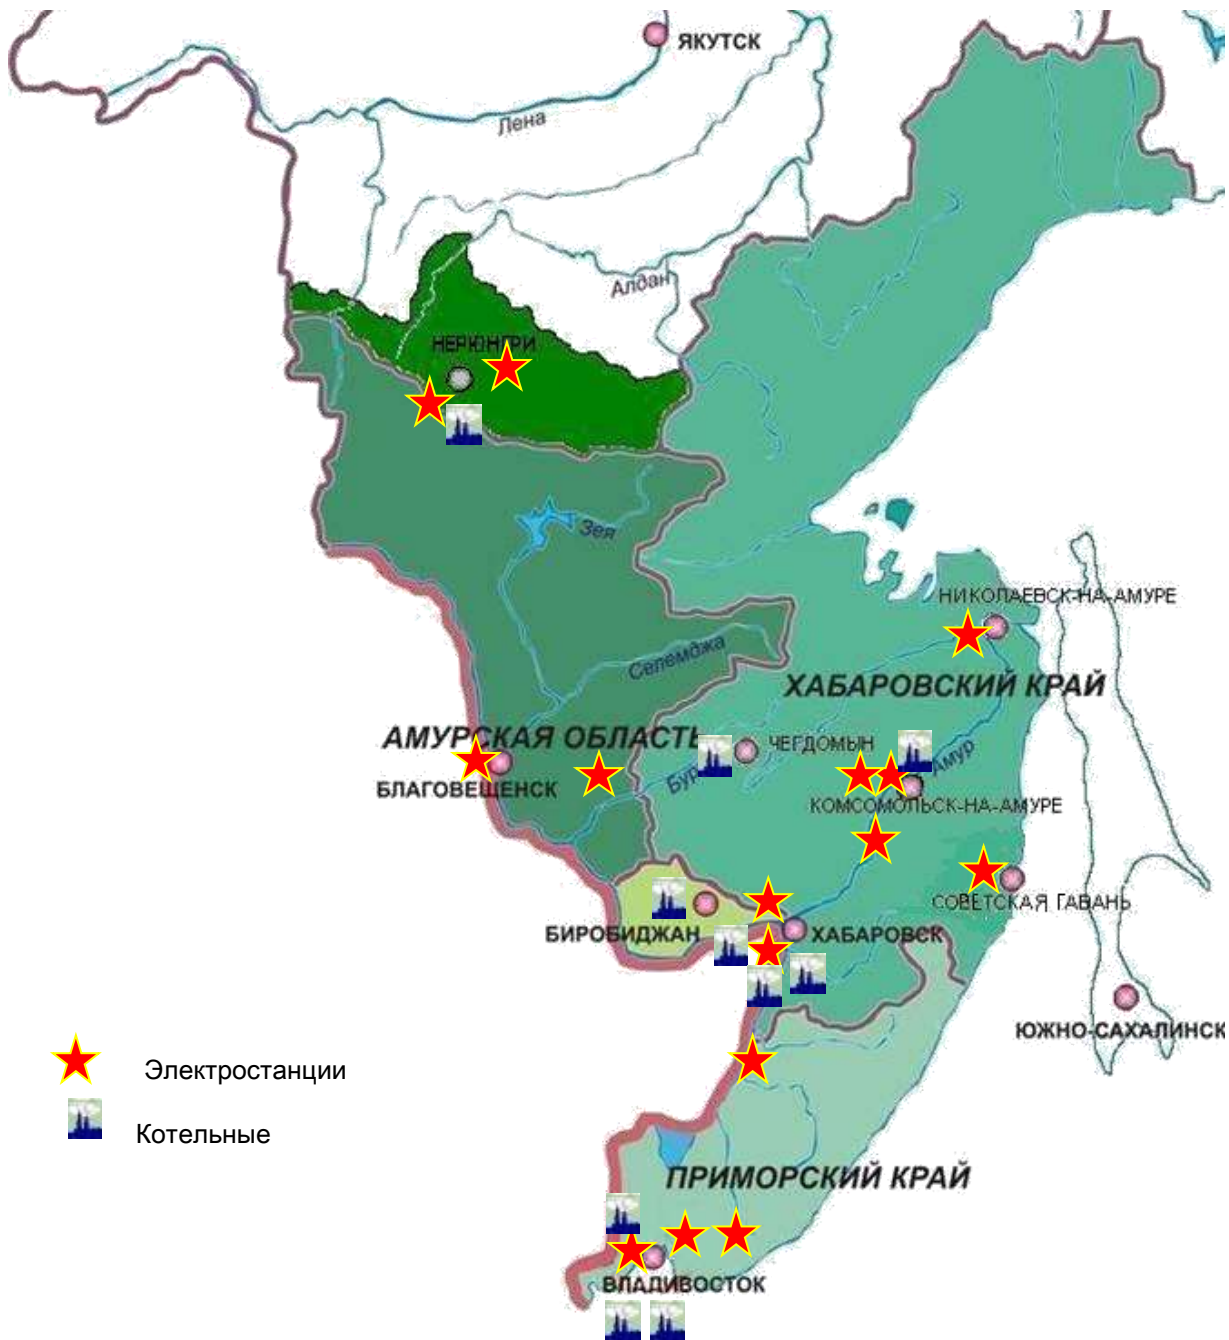 ЯКУТСК
Лена
Алдан
НЕРЮНГРИ
Зея
НИКОЛАЕВСК-НА-АМУРЕ
Селемджа
ХАБАРОВСКИЙ КРАЙ
АМУРСКАЯ ОБЛАСТЬ
ЧЕГДОМЫН
Амур
Бур
БЛАГОВЕЩЕНСК
КОМСОМОЛЬСК-НА-АМУРЕ
СОВЕТСКАЯ ГАВАНЬ
БИРОБИДЖАН
ХАБАРОВСК
ЮЖНО-САХАЛИНСК
Электростанции
Котельные
ПРИМОРСКИЙ КРАЙ
ВЛАДИВОСТОК